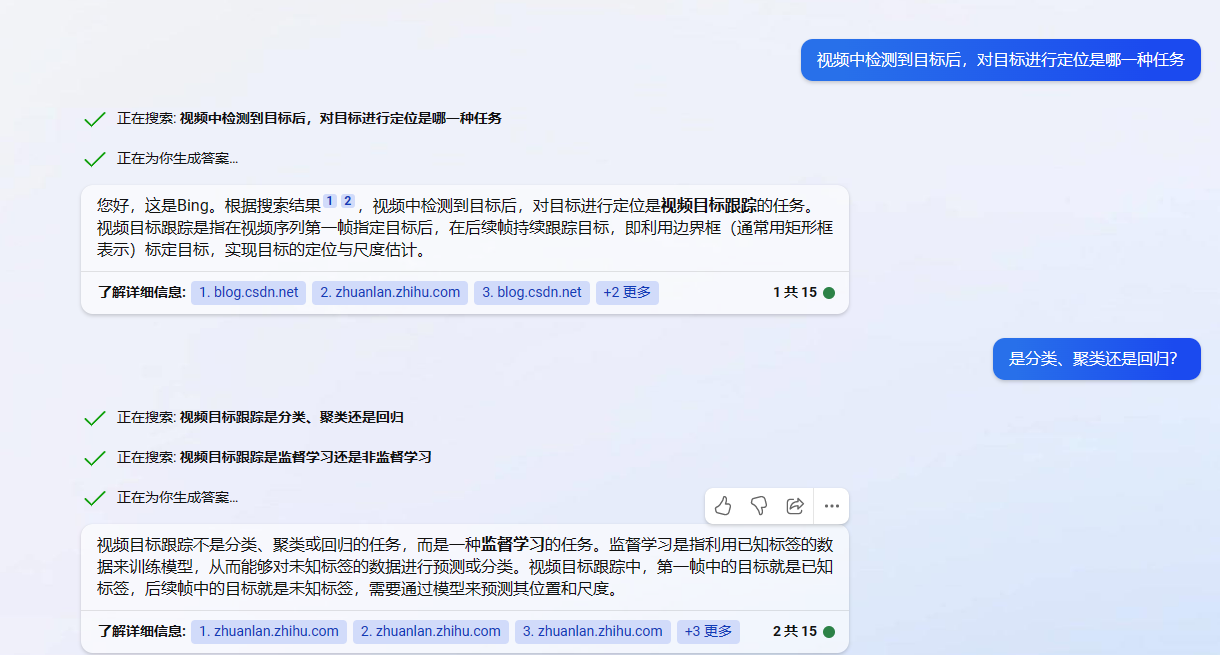 视频中检测到目标后，对目标进行定位是哪一种任务
正在搜索: 视频中检测到目标后，对目标进行定位是哪一种任务
正在为你生成答案...
您好，这是Bing。根据搜索结果1 2，视频中检测到目标后，对目标进行定位是视频目标跟踪的任务。
视频目标跟踪是指在视频序列第一帧指定目标后，在后续帧持续跟踪目标，即利用边界框（通常用矩形框
表示）标定目标，实现目标的定位与尺度估计。
了解详细信息: 1. blog.csdn.net 2. zhuanlan.zhihu.com 3. blog.csdn.net +2 更多 1 共 15
是分类、聚类还是回归？
正在搜索: 视频目标跟踪是分类、聚类还是回归
正在搜索: 视频目标跟踪是监督学习还是非监督学习
正在为你生成答案...
视频目标跟踪不是分类、聚类或回归的任务，而是一种监督学习的任务。监督学习是指利用已知标签的数
据来训练模型，从而能够对未知标签的数据进行预测或分类。视频目标跟踪中，第一帧中的目标就是已知
标签，后续帧中的目标就是未知标签，需要通过模型来预测其位置和尺度。
了解详细信息: 1. zhuanlan.zhihu.com 2. zhuanlan.zhihu.com 3. zhuanlan.zhihu.com +3 更多 2 共 15